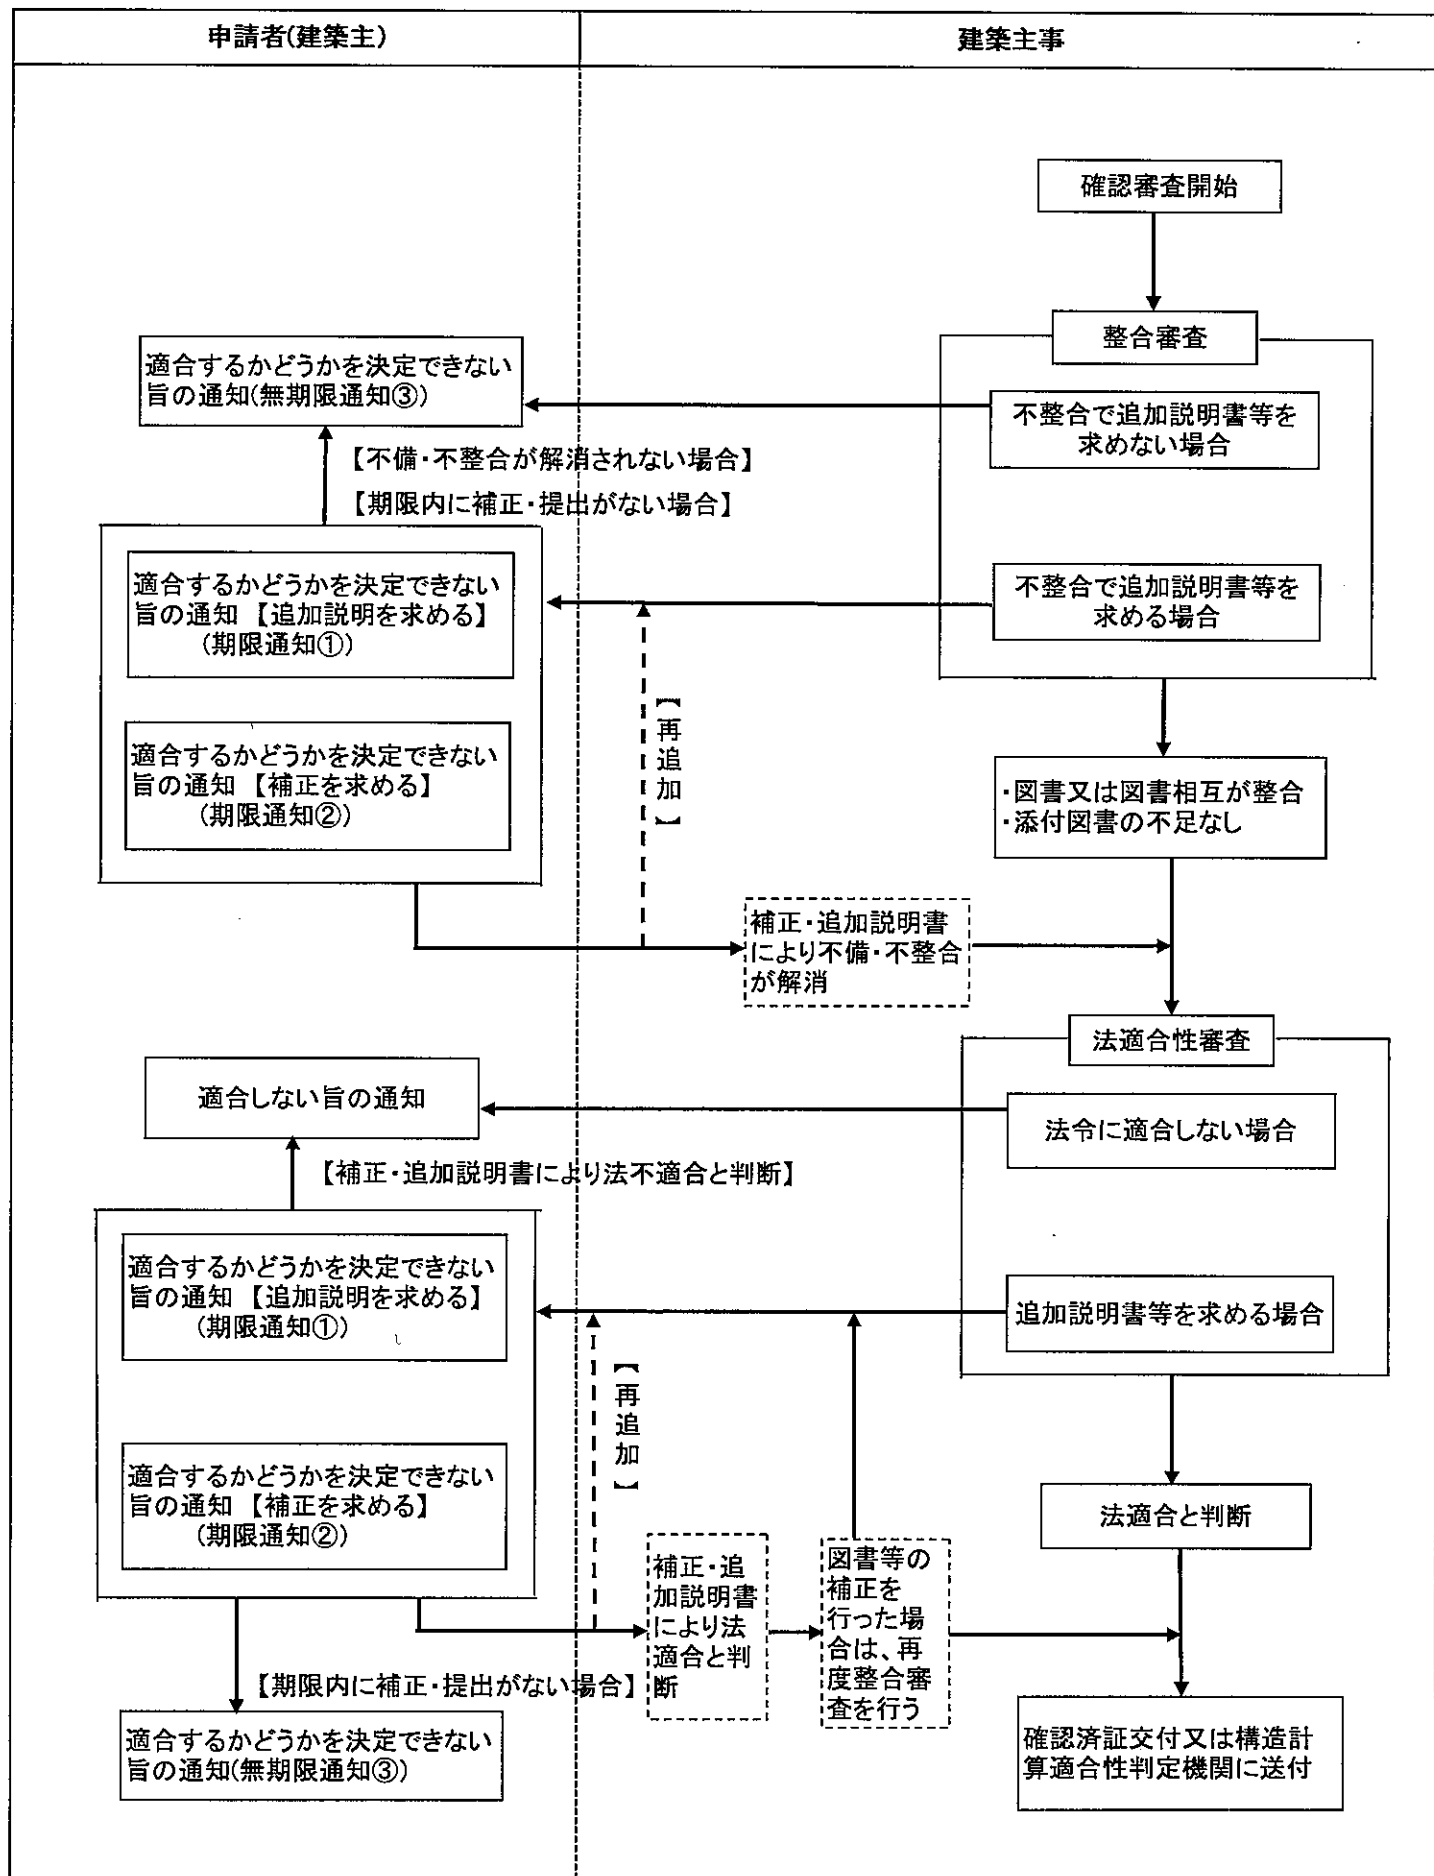 申請者(建築主)
建築主事
確認審査開始
整合審査
適合するかどうかを決定できない
旨の通知(無期限通知③)
不整合で追加説明書等を
求めない場合
【不備・不整合が解消されない場合】
【期限内に補正・提出がない場合】
適合するかどうかを決定できない
旨の通知 【追加説明を求める】
(期限通知①)
不整合で追加説明書等を
求める場合
【再追加】
適合するかどうかを決定できない
旨の通知 【補正を求める】
(期限通知②)
・図書又は図書相互が整合
・添付図書の不足なし
補正・追加説明書
により不備・不整合
が解消
法適合性審査
適合しない旨の通知
法令に適合しない場合
【補正・追加説明書により法不適合と判断】
適合するかどうかを決定できない
旨の通知 【追加説明を求める】
(期限通知①)
追加説明書等を求める場合
【再追加】
適合するかどうかを決定できない
旨の通知 【補正を求める】
(期限通知②)
法適合と判断
補正・追
加説明書
により法
適合と判
断
図書等の
補正を
行った場
合は、再
度整合審
査を行う
【期限内に補正・提出がない場合】
適合するかどうかを決定できない
旨の通知(無期限通知③)
確認済証交付又は構造計
算適合性判定機関に送付